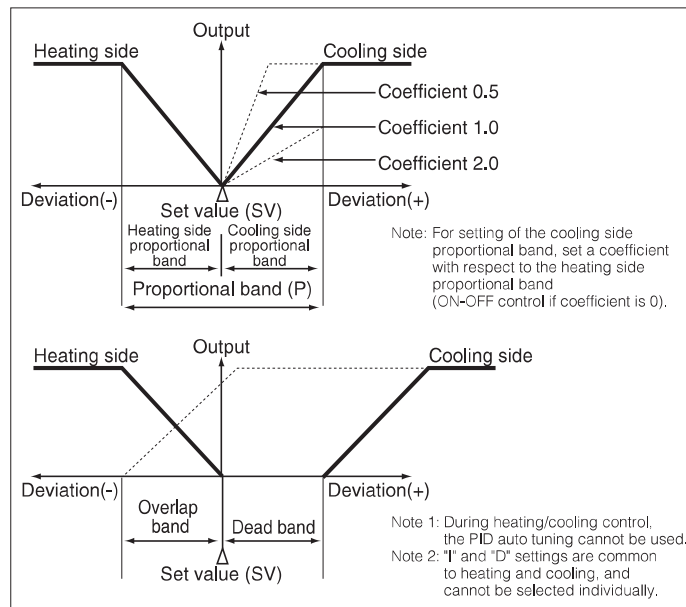 Output
Heating side
Cooling side
Coefficient 0.5
Coefficient 1.0
Coefficient 2.0
Deviation(-)
Deviation(+)
Set value (SV)
Heating side
proportional
band
Cooling side
proportional
band
Proportional band (P)
Note: For setting of the cooling side
proportional band, set a coefficient
with respect to the heating side
proportional band
(ON-OFF control if coefficient is 0).
Heating side
Output
Cooling side
Deviation(-)
Deviation(+)
Overlap
band
Dead band
Set value (SV)
Note 1: During heating/cooling control,
the PID auto tuning cannot be used.
Note 2: "I" and "D" settings are common
to heating and cooling, and
cannot be selected individually.